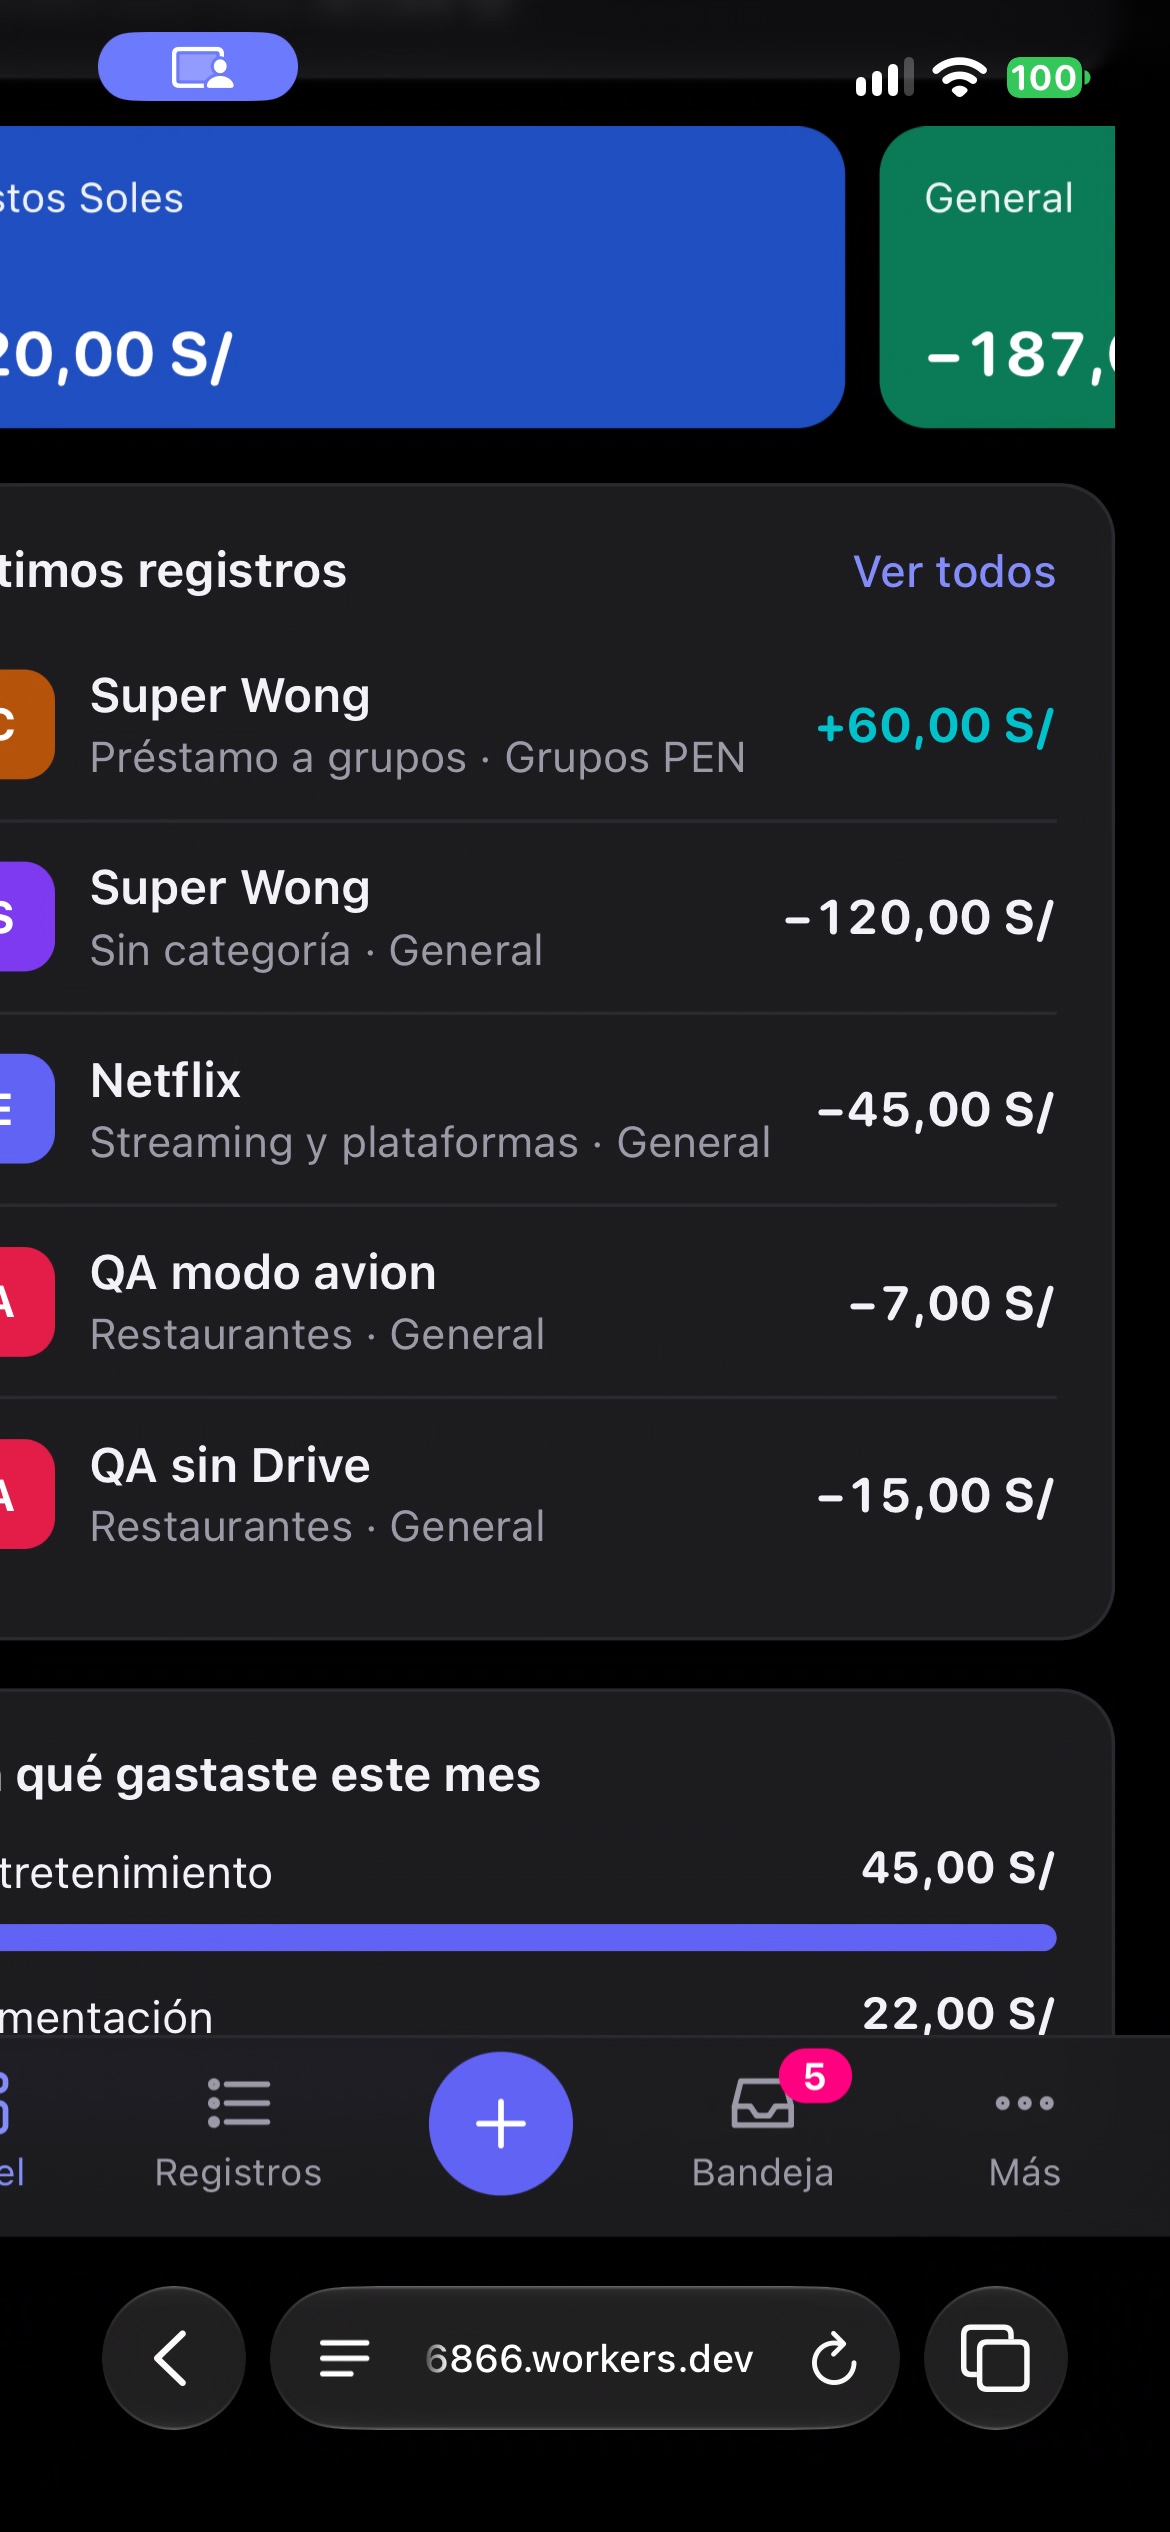 100
stos Soles
General
20,00 S/
−187,
timos registros
Ver todos
C
Super Wong
Préstamo a grupos · Grupos PEN
+60,00 S/
S
Super Wong
Sin categoría · General
−120,00 S/
E
Netflix
Streaming y plataformas · General
−45,00 S/
A
QA modo avion
Restaurantes · General
−7,00 S/
A
QA sin Drive
Restaurantes · General
−15,00 S/
qué gastaste este mes
tretenimiento
45,00 S/
mentación
22,00 S/
el
Registros
5
Bandeja
Más
6866.workers.dev